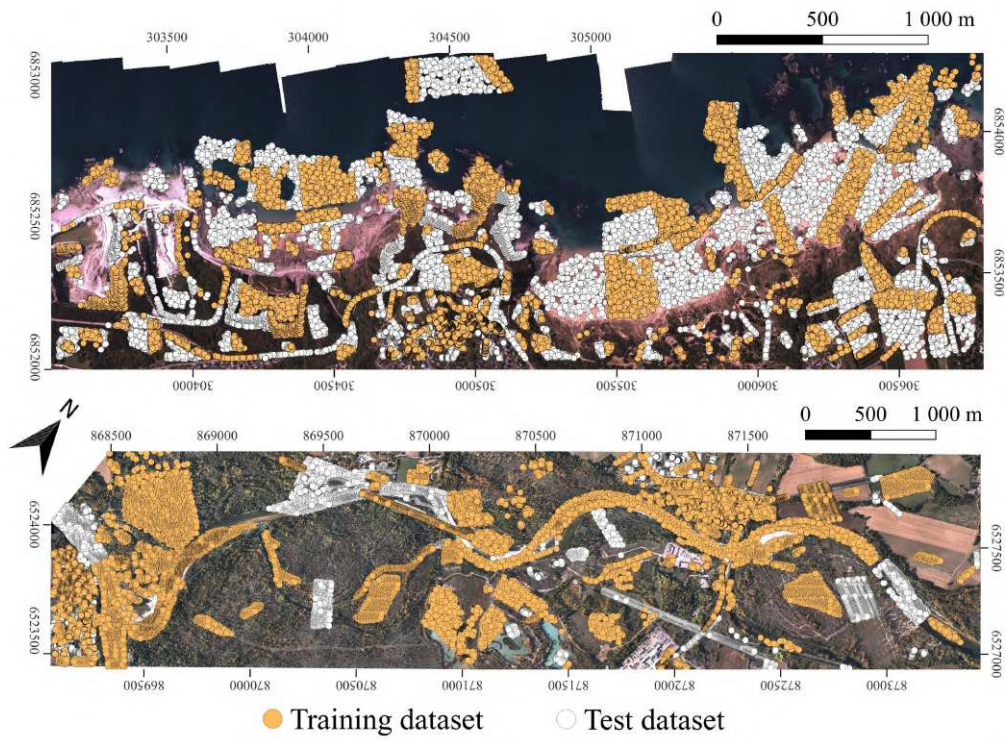 0 500 1 000 m
303500 304000 304500 305000
6853000 6854000
6852500 6853500
6852000
304000 304500 305000 305500 306000 306500
N
0 500 1 000 m
868500 869000 869500 870000 870500 871000 871500
6524000 6527500
6523500 6527000
869500 870000 870500 871000 871500 872000 872500 873000
Training dataset Test dataset